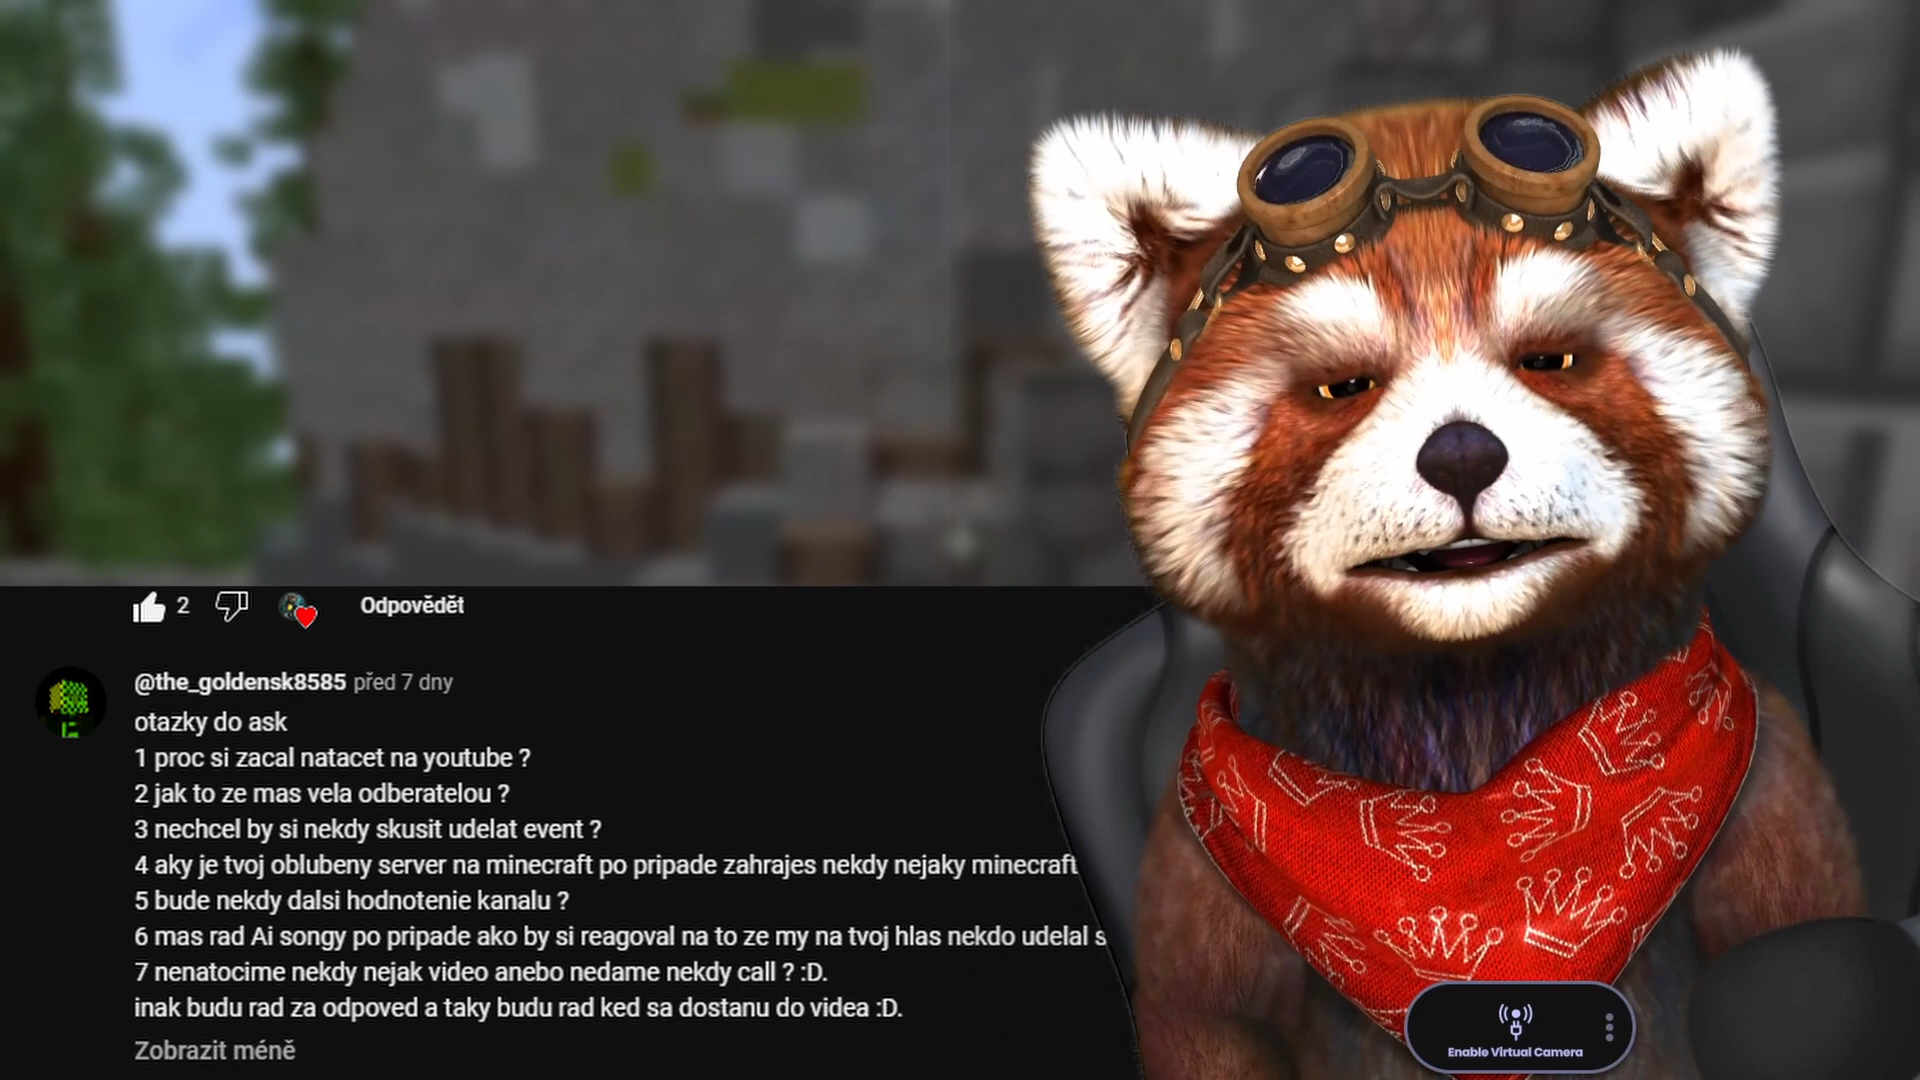 2 Odpovědět
@the_goldensk8585 před 7 dny
otazky do ask
1 proc si zacal natacet na youtube ?
2 jak to ze mas vela odberatelou ?
3 nechcel by si nekdy skusit udelat event ?
4 aky je tvoj oblubeny server na minecraft po pripade zahrajes nekdy nejaky minecraft
5 bude nekdy dalsi hodnotenie kanalu ?
6 mas rad Ai songy po pripade ako by si reagoval na to ze my na tvoj hlas nekdo udelal s
7 nenatocime nekdy nejak video anebo nedame nekdy call ? :D.
inak budu rad za odpoved a taky budu rad ked sa dostanu do videa :D.
Zobrazit méně
Enable Virtual Camera